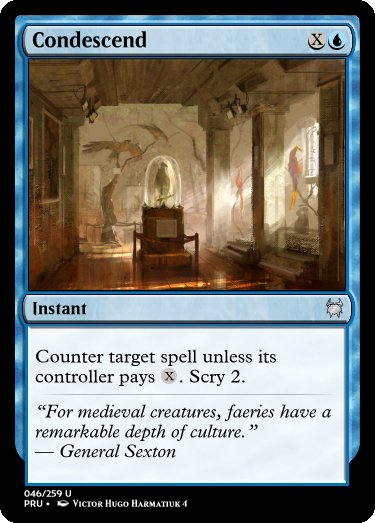 Condescend X
Instant
Counter target spell unless its
controller pays X. Scry 2.
“For medieval creatures, faeries have a
remarkable depth of culture.”
— General Sexton
046/259 U
PRU • Victor Hugo Harmatiuk 4